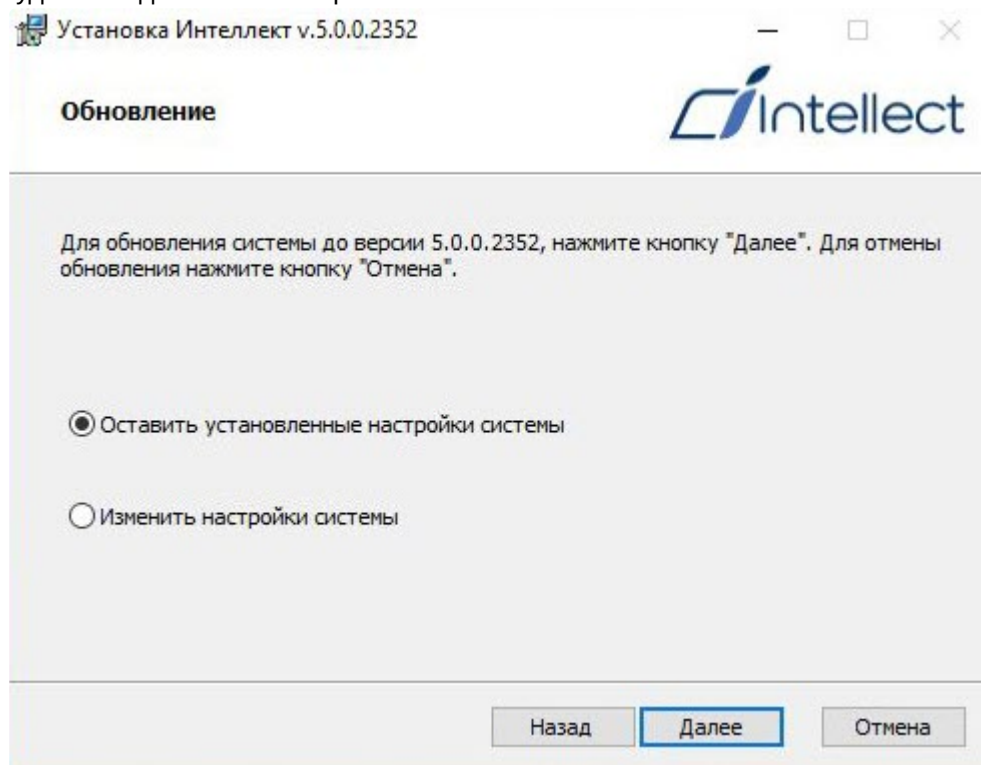 Установка Интеллект v.5.0.0.2352
Обновление
Intellect
Для обновления системы до версии 5.0.0.2352, нажмите кнопку "Далее". Для отмены
обновления нажмите кнопку "Отмена".
Оставить установленные настройки системы
Изменить настройки системы
Назад Далее Отмена